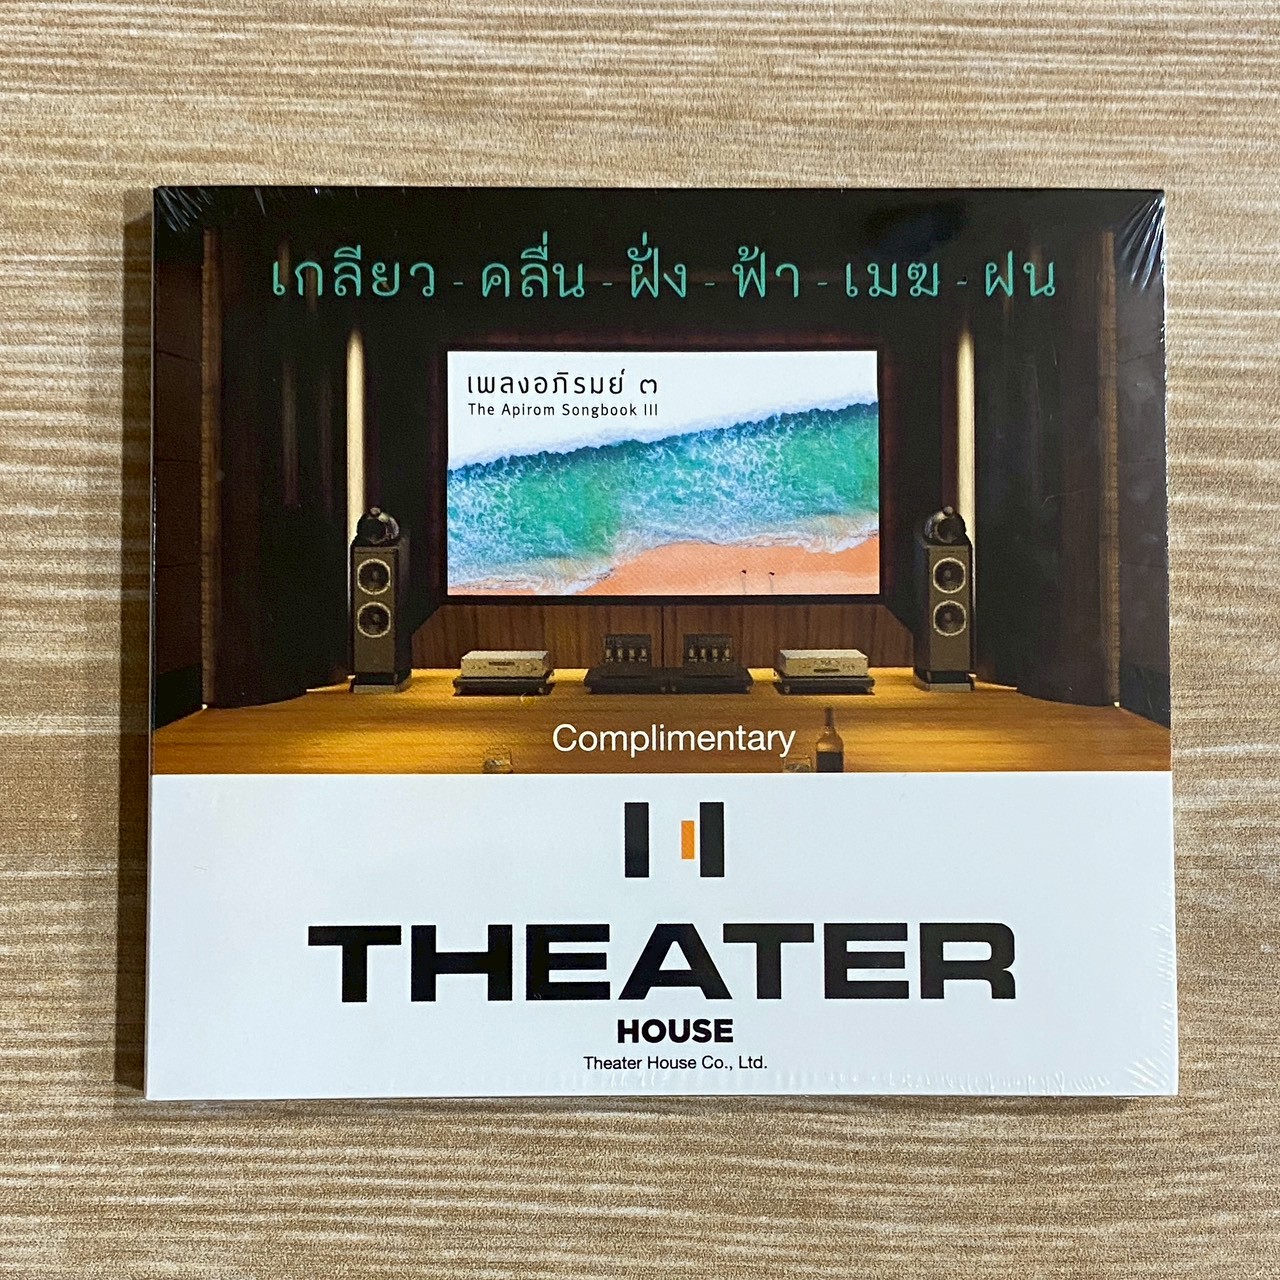 เกลียว - คลื่น - ฝั่ง - ฟ้า - เมฆ - ฝน
เพลงอภิรมย์ ๓
The Apirom Songbook III
Complimentary
THEATER
HOUSE
Theater House Co., Ltd.